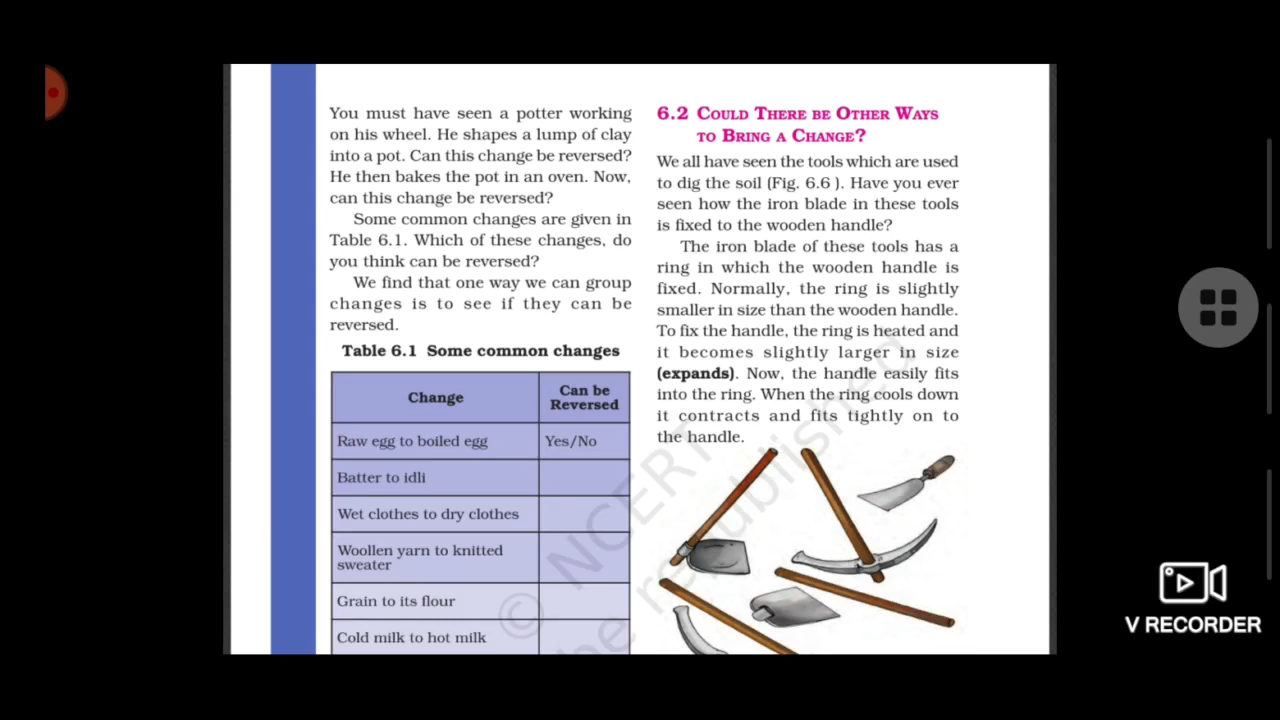 You must have seen a potter working
on his wheel. He shapes a lump of clay
into a pot. Can this change be reversed?
He then bakes the pot in an oven. Now,
can this change be reversed?
Some common changes are given in
Table 6.1. Which of these changes, do
you think can be reversed?
We find that one way we can group
changes is to see if they can be
reversed.
Table 6.1 Some common changes
Change
Can be
Reversed
Raw egg to boiled egg
Yes/No
Batter to idli
Wet clothes to dry clothes
Woollen yarn to knitted
sweater
Grain to its flour
Cold milk to hot milk
6.2 Could There be Other Ways
to Bring a Change?
We all have seen the tools which are used
to dig the soil (Fig. 6.6 ). Have you ever
seen how the iron blade in these tools
is fixed to the wooden handle?
The iron blade of these tools has a
ring in which the wooden handle is
fixed. Normally, the ring is slightly
smaller in size than the wooden handle.
To fix the handle, the ring is heated and
it becomes slightly larger in size
(expands). Now, the handle easily fits
into the ring. When the ring cools down
it contracts and fits tightly on to
the handle.
© NCERT
be republished
V RECORDER